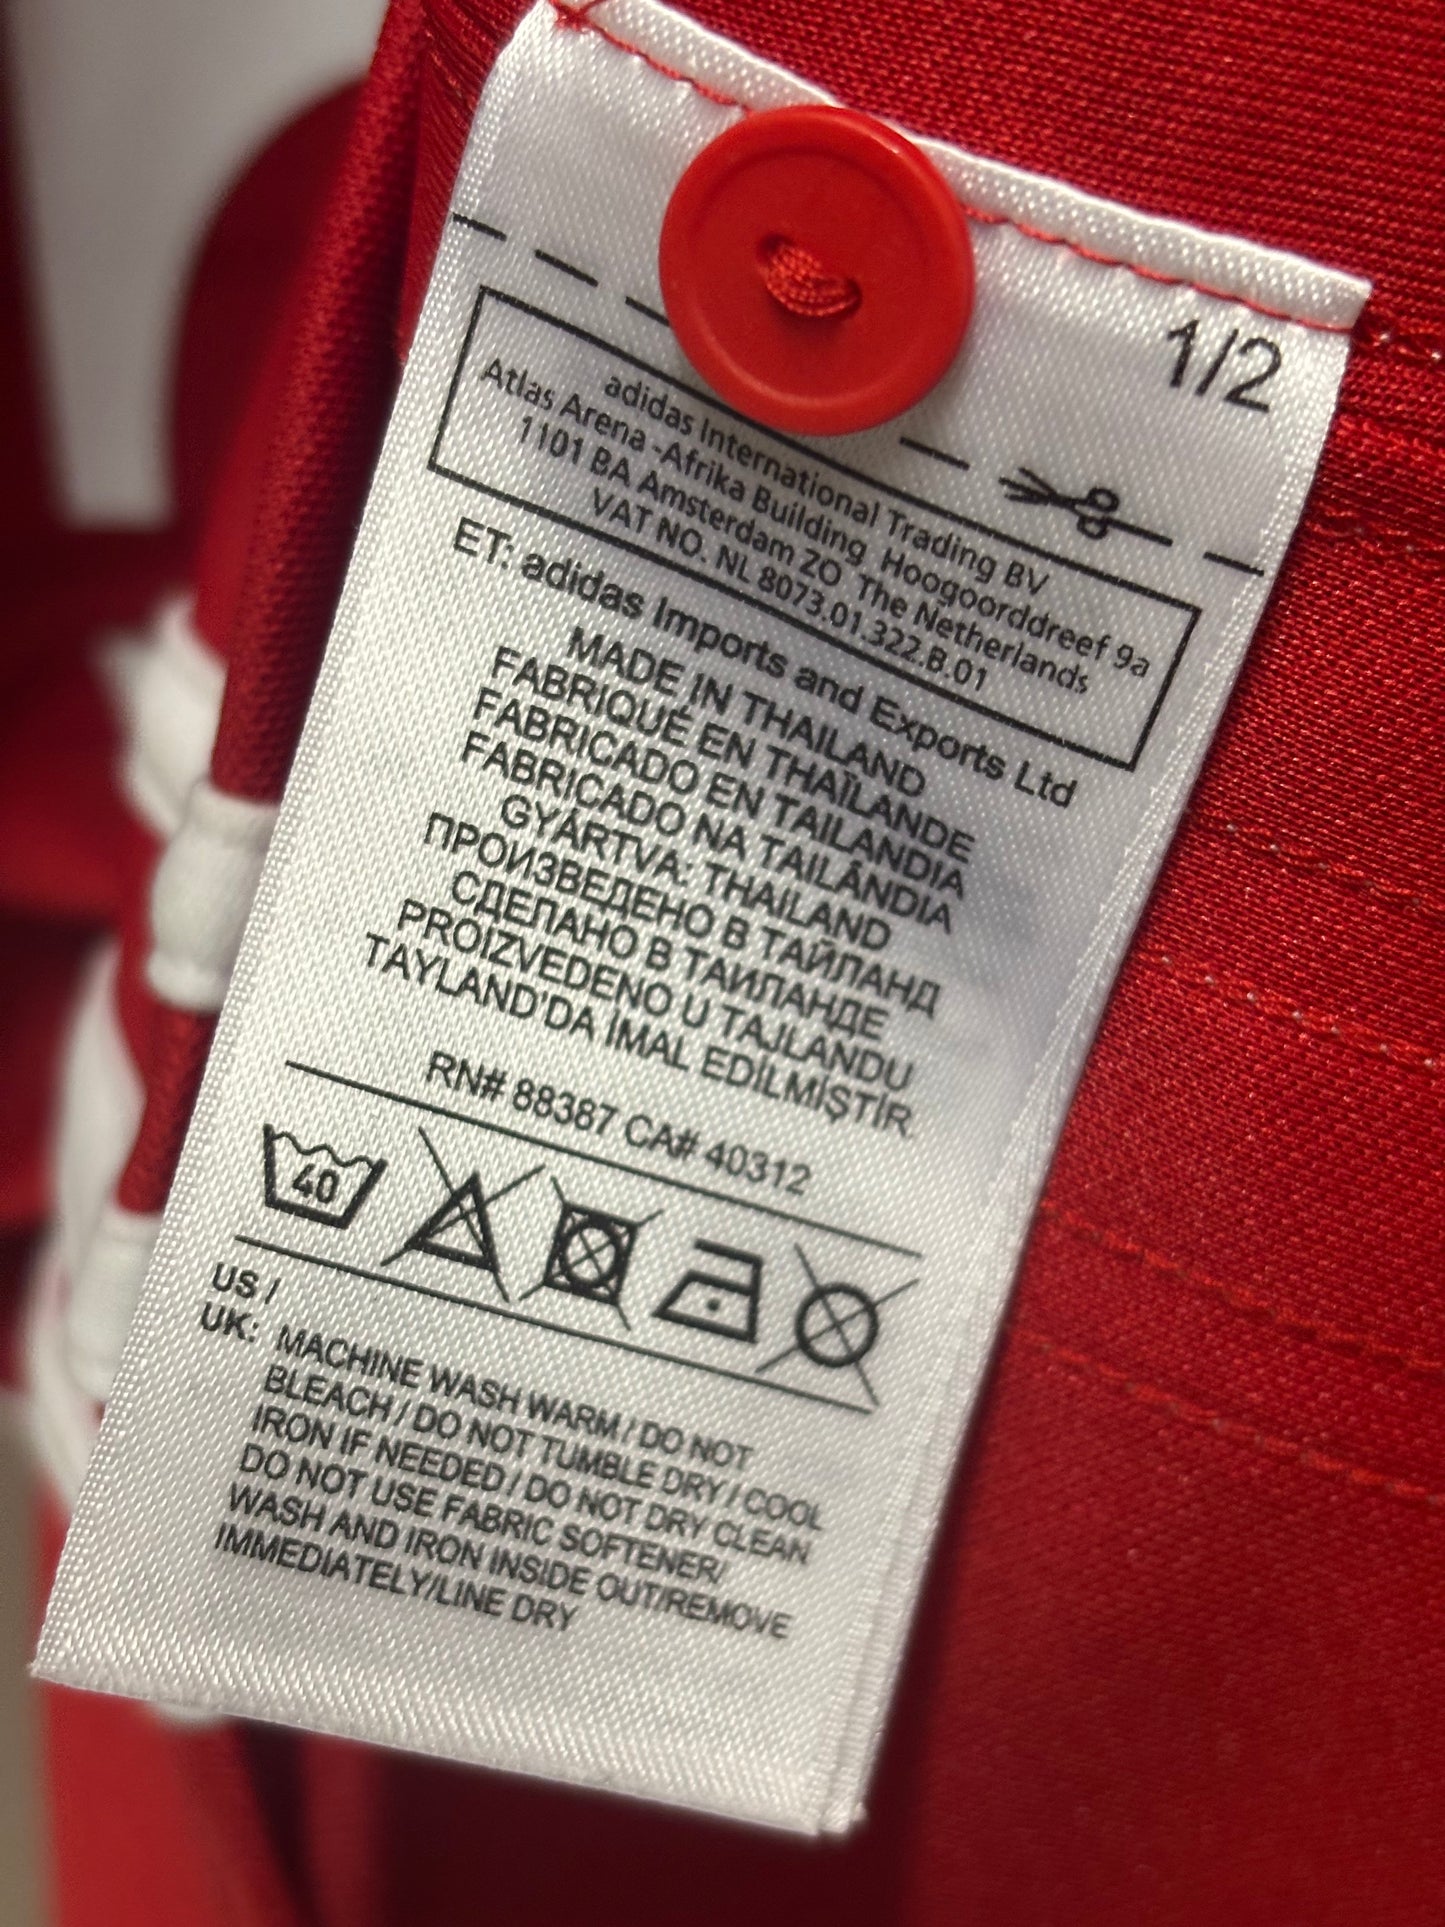 1/2
adidas International Trading BV
Atlas Arena -Afrika Building, Hoogoorddreef 9a
1101 BA Amsterdam ZO The Netherlands
VAT NO. NL 8073.01.322.B.01
ET: adidas Imports and Exports Ltd
MADE IN THAILAND
FABRIQUÉ EN THAÏLANDE
FABRICADO EN TAILANDIA
FABRICADO NA TAILÂNDIA
GYÁRTVA: THAILAND
ПРОИЗВЕДЕНО В ТАЙЛАНД
СДЕЛАНО В ТАИЛАНДЕ
PROIZVEDENO U TAJLANDU
TAYLAND'DA İMAL EDİLMİŞTİR
RN# 88387 CA# 40312
40
US /
UK: MACHINE WASH WARM / DO NOT
BLEACH / DO NOT TUMBLE DRY / COOL
IRON IF NEEDED / DO NOT DRY CLEAN
DO NOT USE FABRIC SOFTENER/
WASH AND IRON INSIDE OUT/REMOVE
IMMEDIATELY/LINE DRY